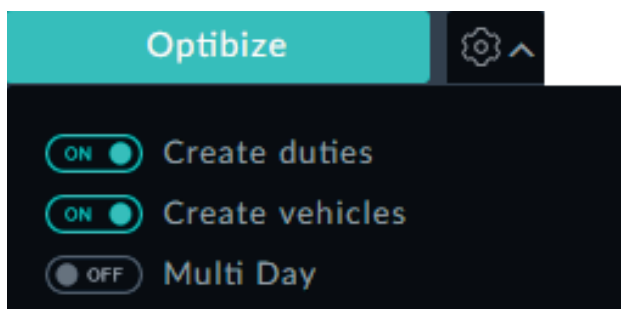 Optibize
ON Create duties
ON Create vehicles
OFF Multi Day